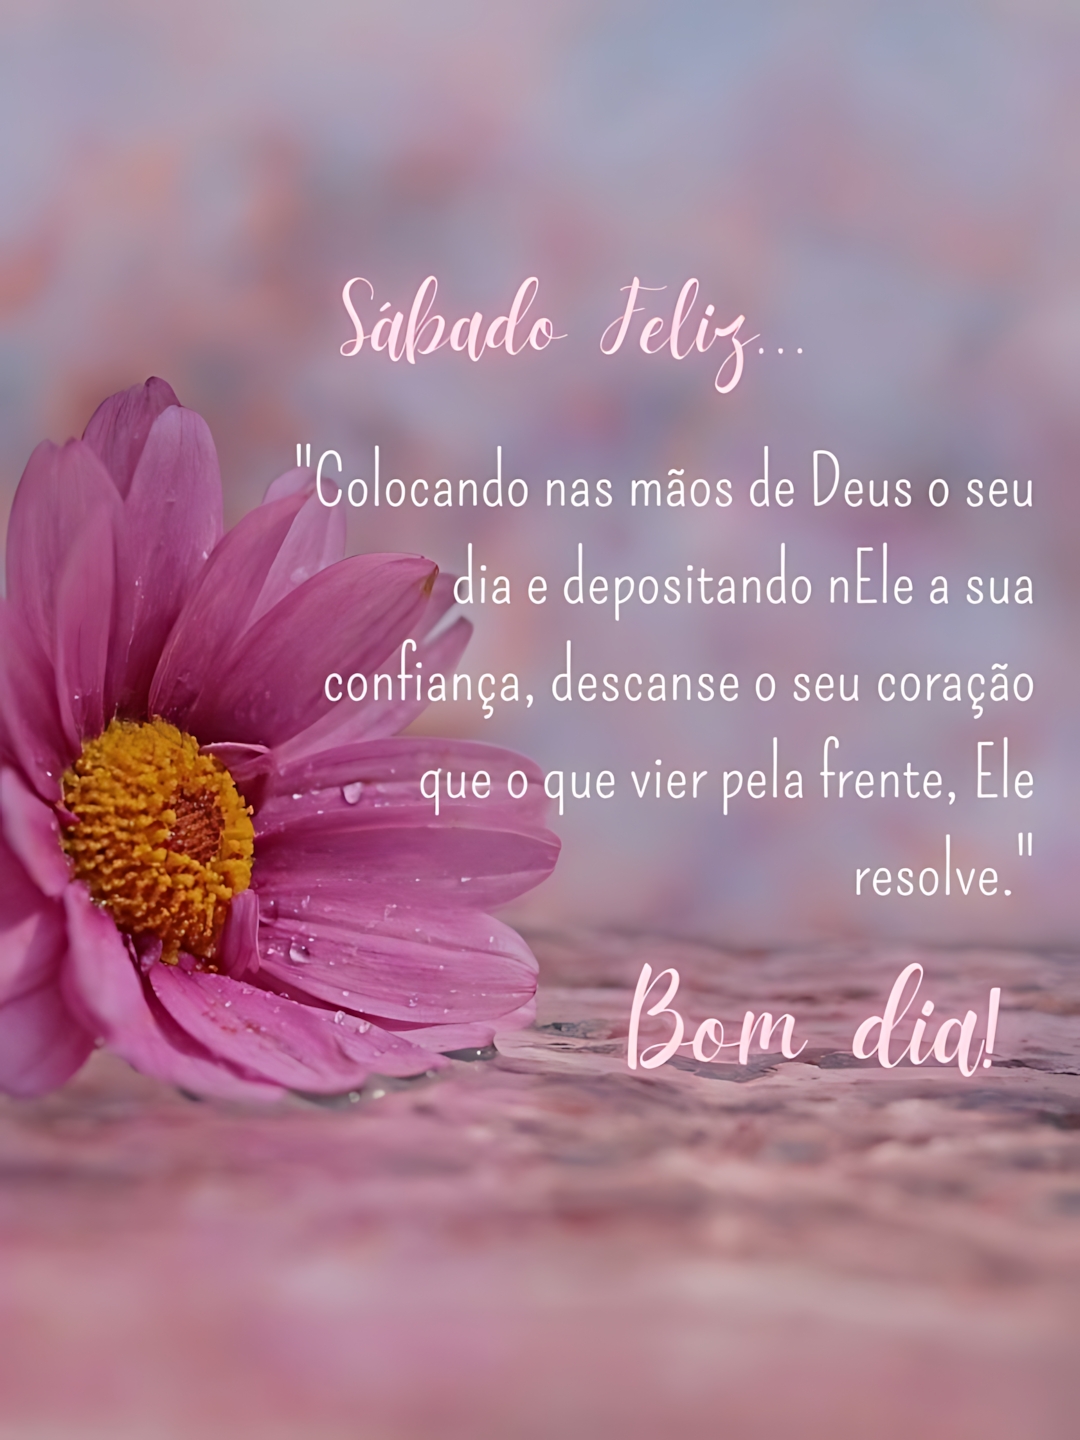 Sábado Feliz...
"Colocando nas mãos de Deus o seu
dia e depositando nEle a sua
confiança, descanse o seu coração
que o que vier pela frente, Ele
resolve."
Bom dia!